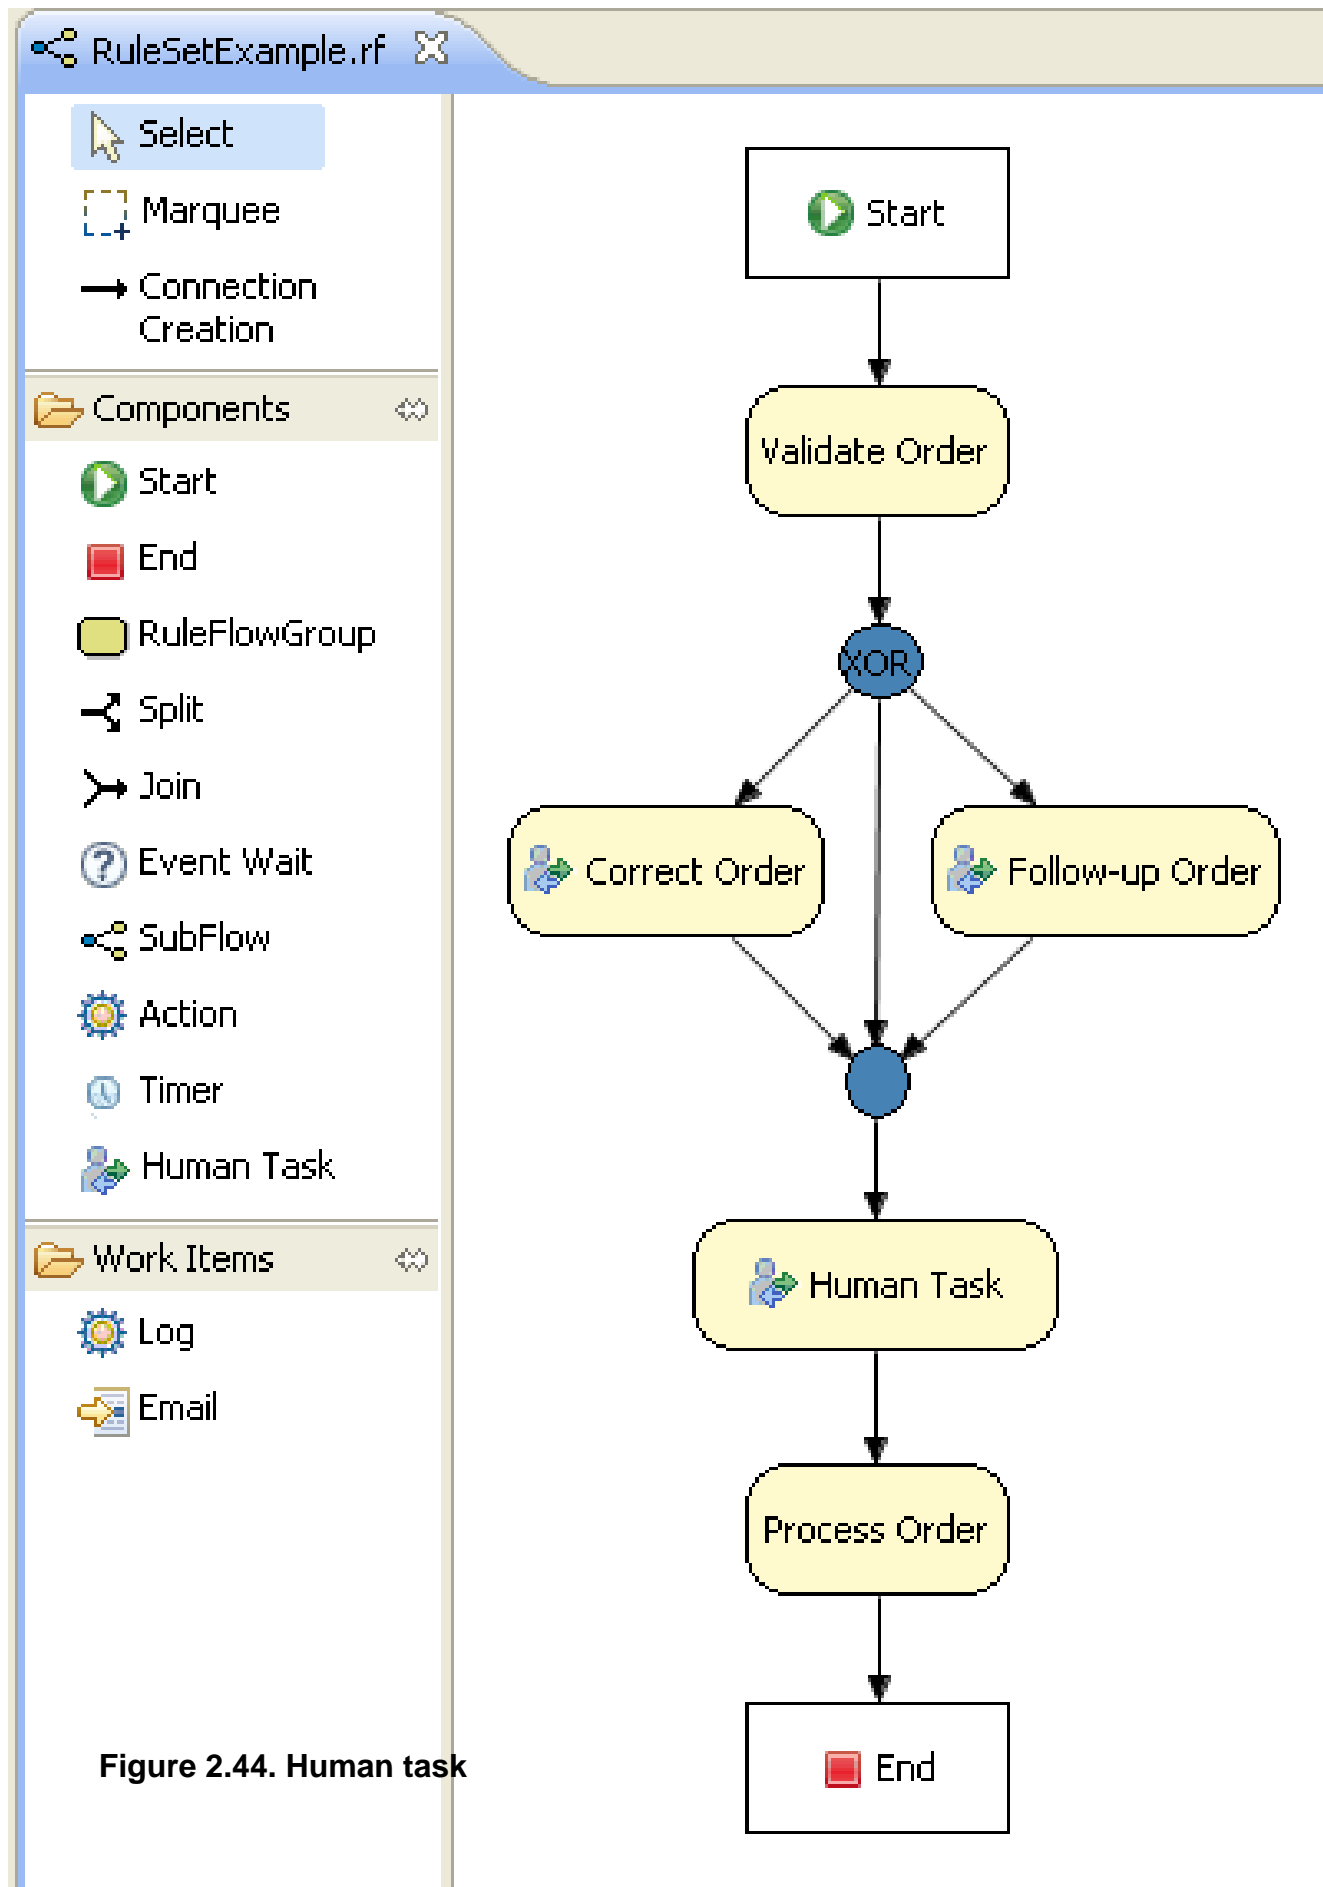 RuleSetExample.rf
Select
Marquee
Connection
Creation
Components
Start
End
RuleFlowGroup
Split
Join
Event Wait
SubFlow
Action
Timer
Human Task
Work Items
Log
Email
Start
Validate Order
XOR
Correct Order
Follow-up Order
Human Task
Process Order
End
Figure 2.44. Human task